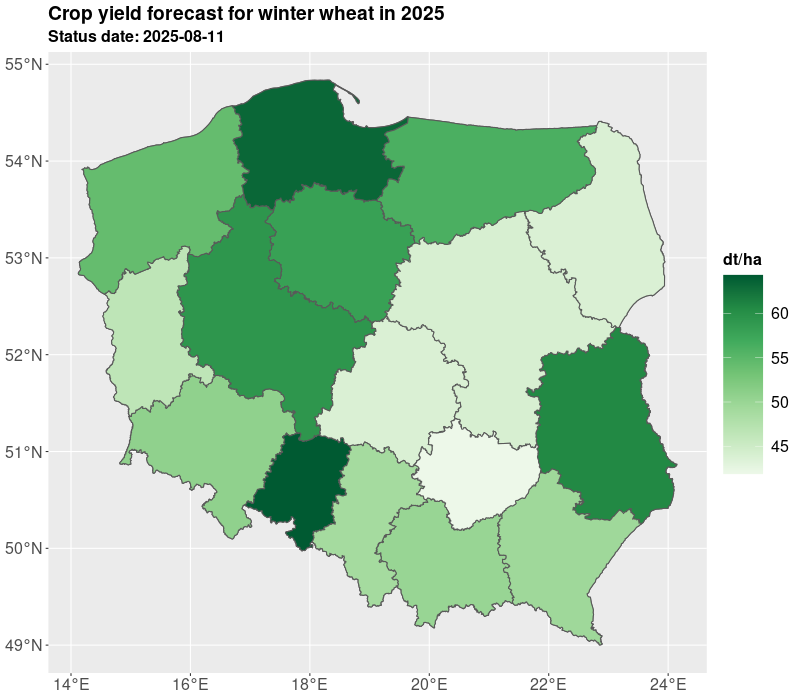 Crop yield forecast for winter wheat in 2025
Status date: 2025-08-11
55°N
54°N
53°N
52°N
51°N
50°N
49°N
14°E
16°E
18°E
20°E
22°E
24°E
dt/ha
60
55
50
45